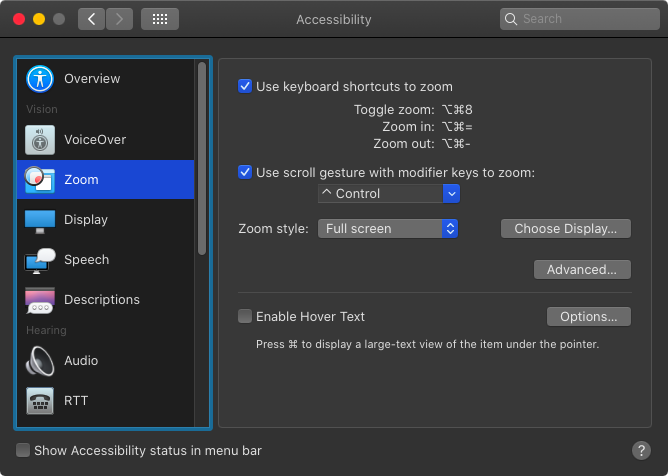 Accessibility
Search
Overview
Vision
VoiceOver
Zoom
Display
Speech
Descriptions
Hearing
Audio
RTT
Use keyboard shortcuts to zoom
Toggle zoom: ⌥⌘8
Zoom in: ⌥⌘=
Zoom out: ⌥⌘-
Use scroll gesture with modifier keys to zoom:
^ Control
Zoom style: Full screen Choose Display...
Advanced...
Enable Hover Text Options...
Press ⌘ to display a large-text view of the item under the pointer.
Show Accessibility status in menu bar ?